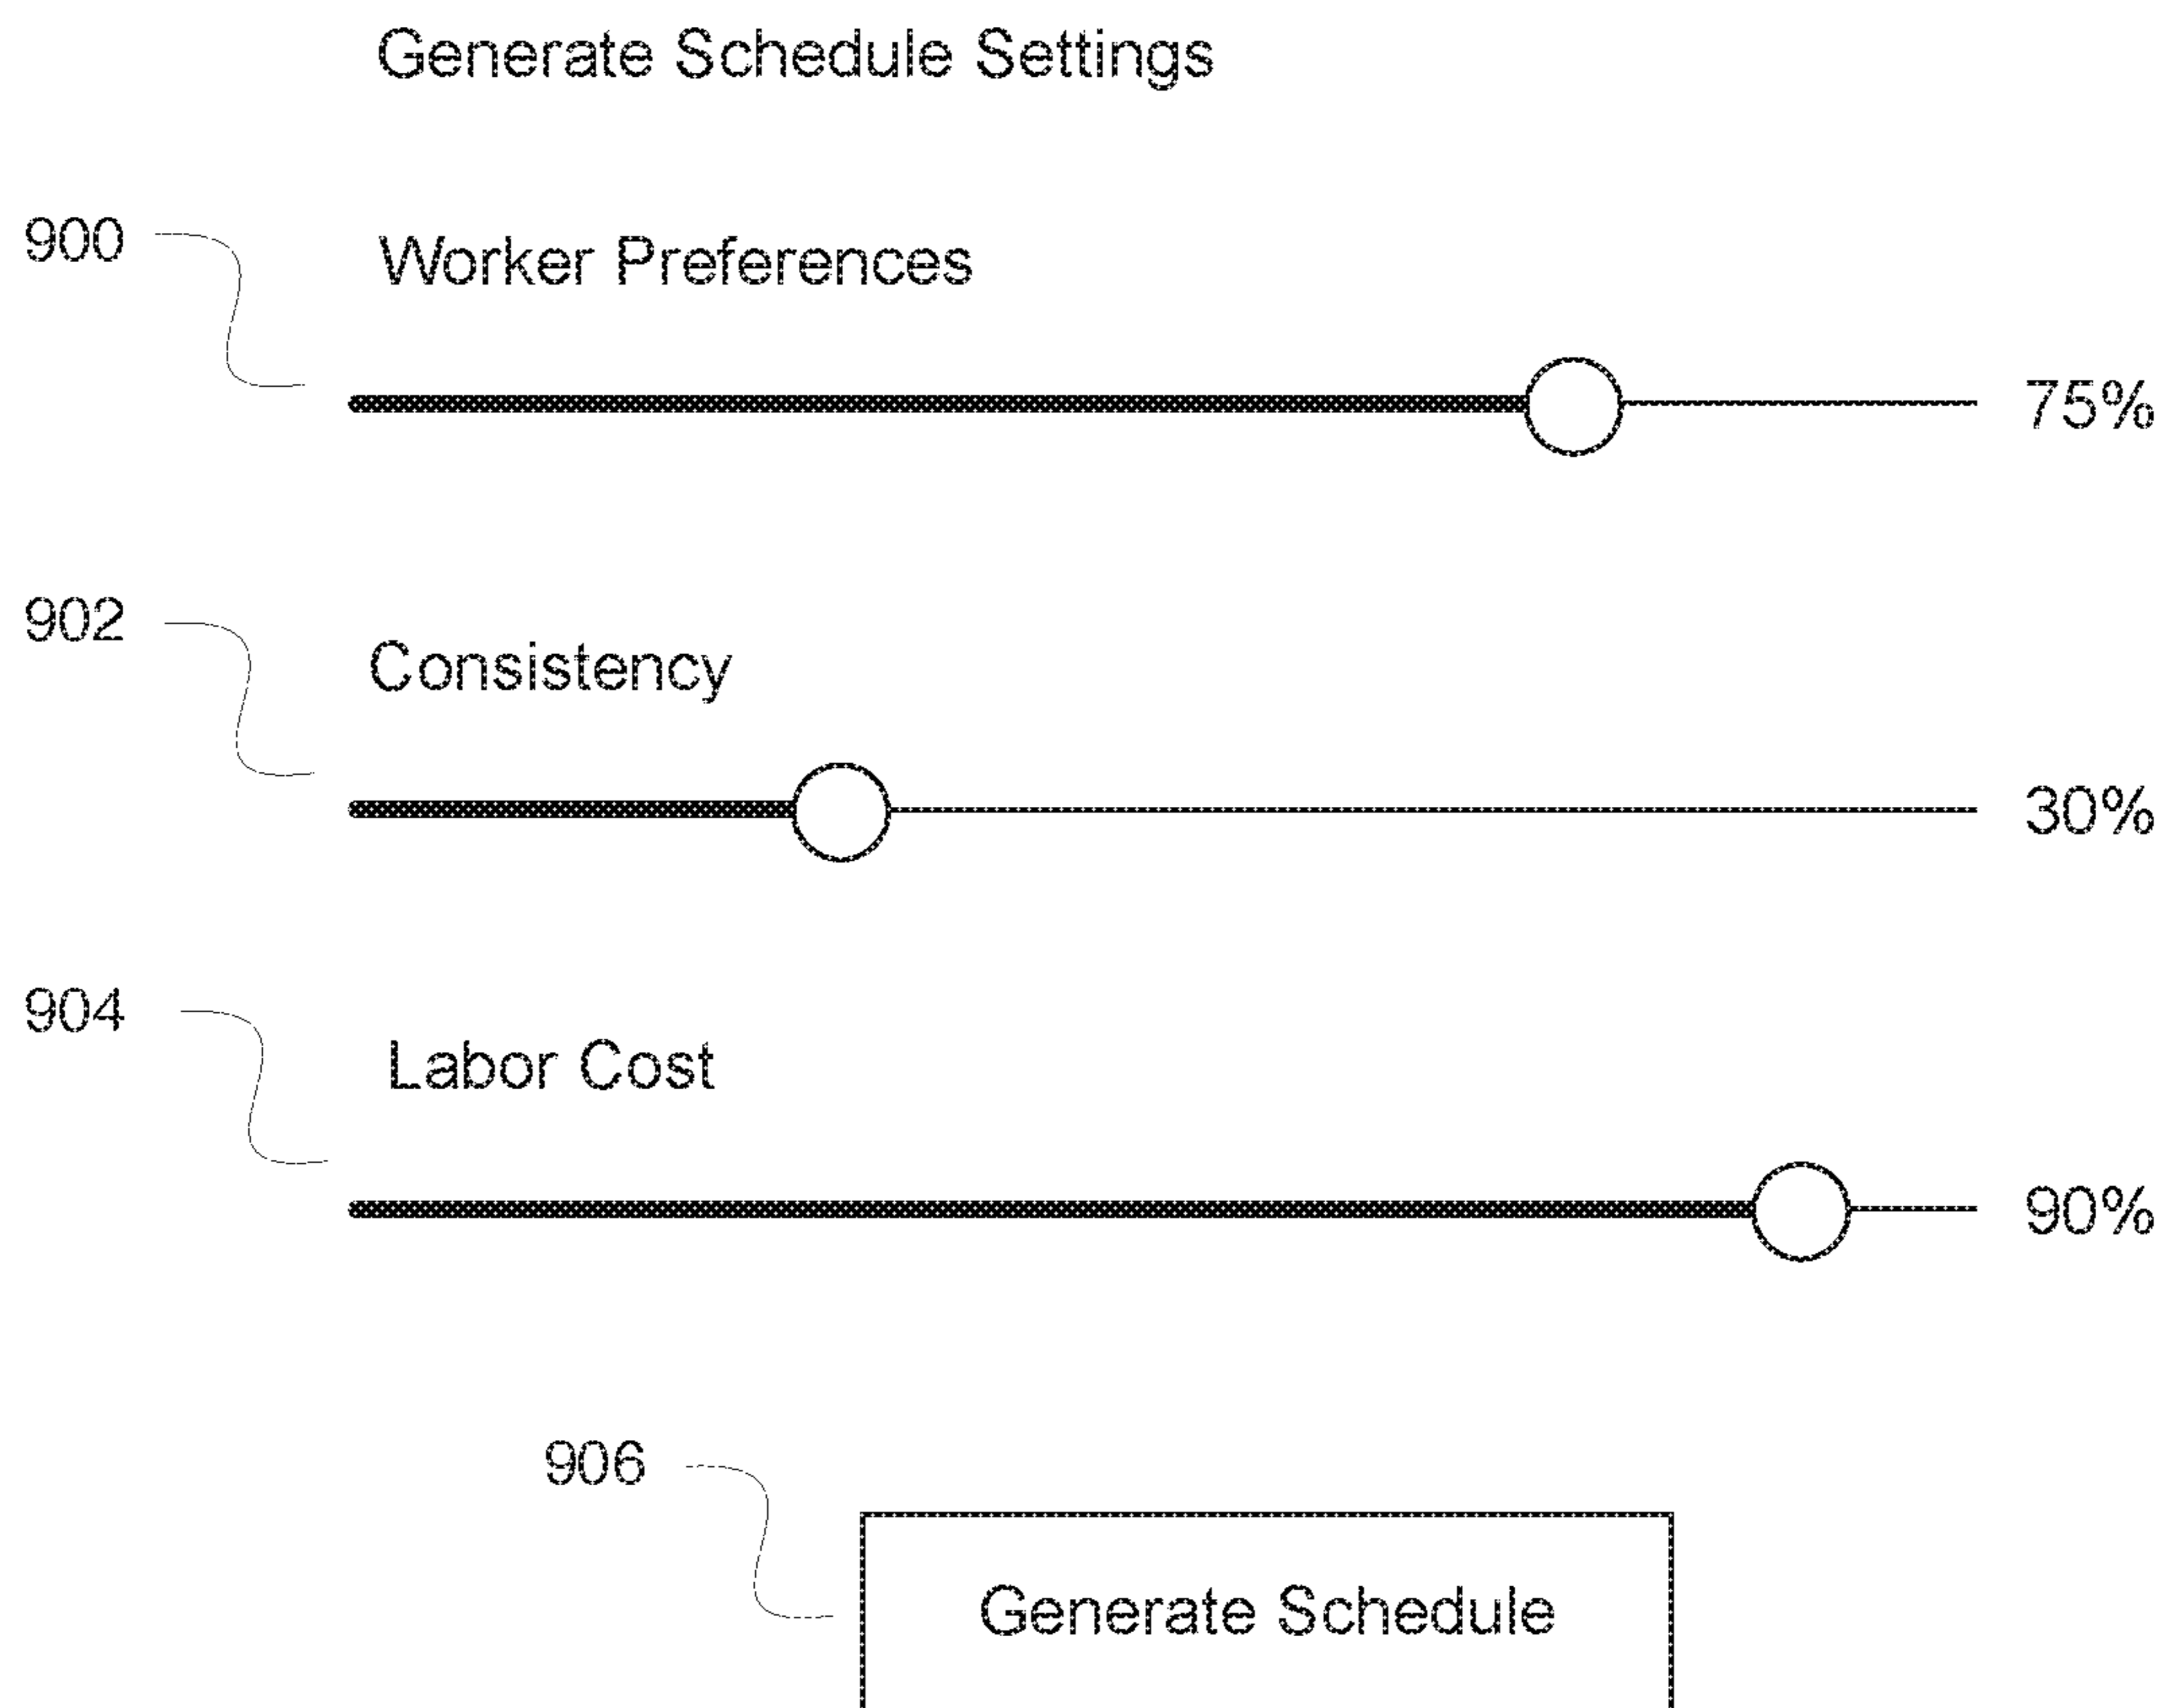 Generate Schedule Settings
900
Worker Preferences
75%
902
Consistency
30%
904
Labor Cost
90%
906
Generate Schedule